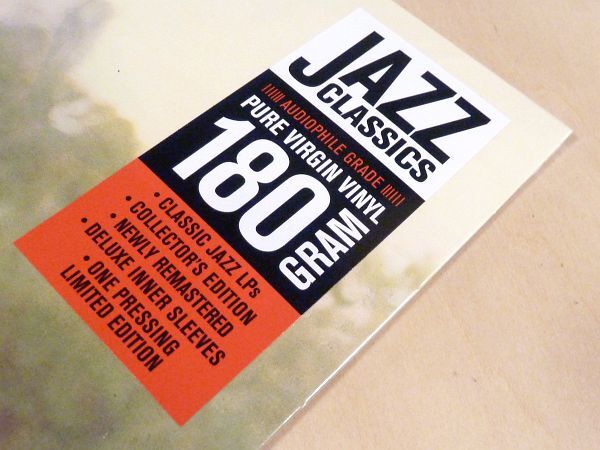 JAZZ
CLASSICS
AUDIOPHILE GRADE
PURE VIRGIN VINYL
180
GRAM
• CLASSIC JAZZ LPs
• COLLECTOR'S EDITION
• NEWLY REMASTERED
• DELUXE INNER SLEEVES
• ONE PRESSING
LIMITED EDITION